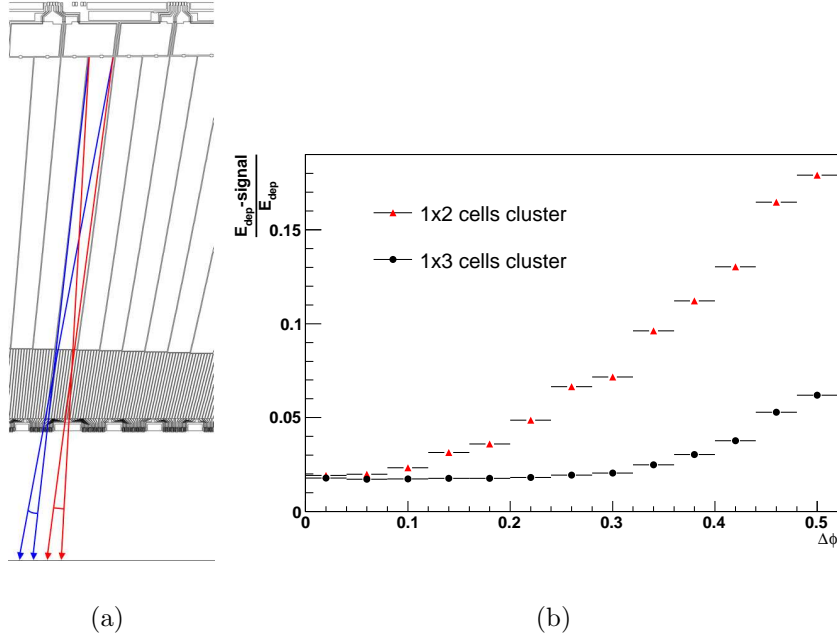 E_dep-signal
E_dep
0.15
0.1
0.05
0
1x2 cells cluster
1x3 cells cluster
0 0.1 0.2 0.3 0.4 0.5
Δϕ
(a) (b)